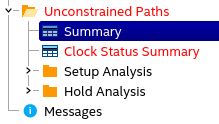 Unconstrained Paths
Summary
Clock Status Summary
Setup Analysis
Hold Analysis
Messages